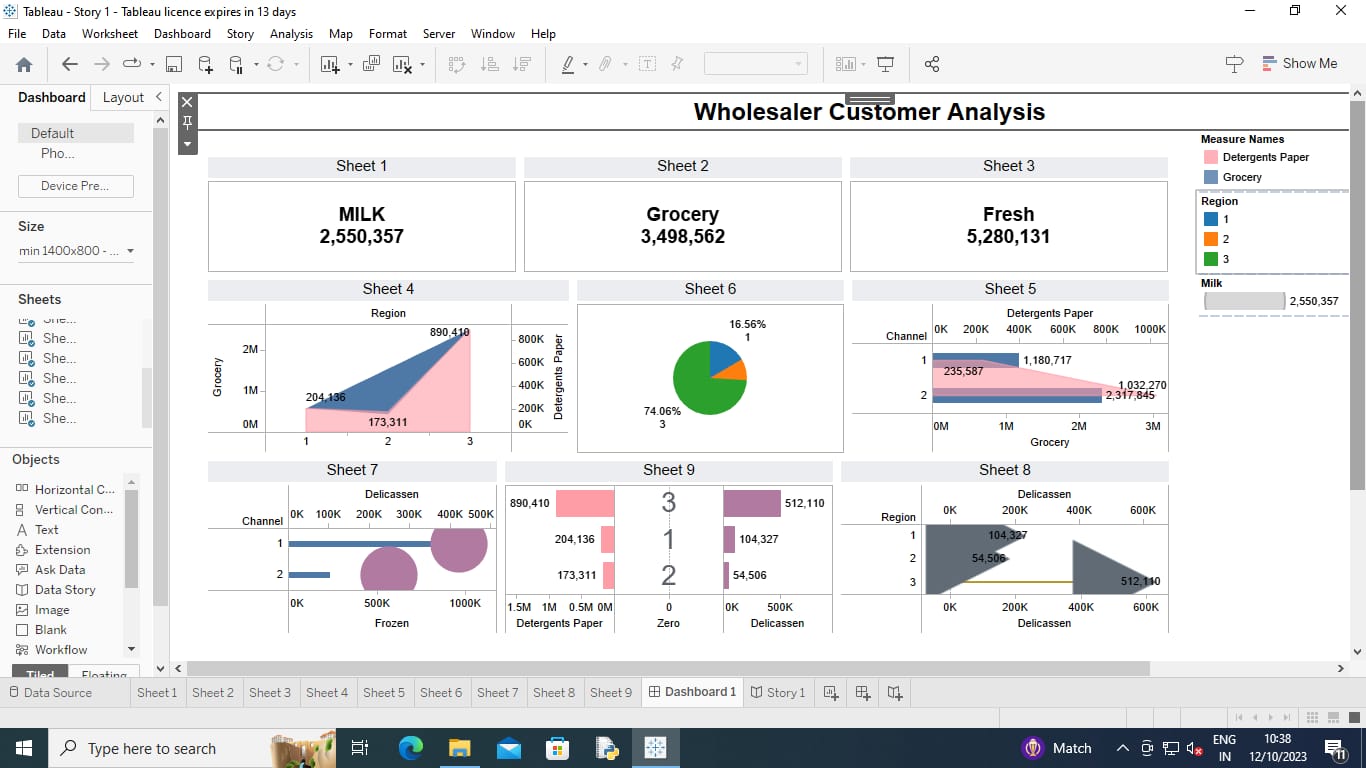 Tableau - Story 1 - Tableau licence expires in 13 days
File Data Worksheet Dashboard Story Analysis Map Format Server Window Help
Show Me
Dashboard Layout
Default
Pho...
Device Pre...
Size
min 1400x800 - ...
Sheets
She...
She...
She...
She...
She...
Objects
Horizontal C...
Vertical Con...
Text
Extension
Ask Data
Data Story
Image
Blank
Workflow
Tiled Floating
Wholesaler Customer Analysis
Sheet 1
MILK
2,550,357
Sheet 2
Grocery
3,498,562
Sheet 3
Fresh
5,280,131
Measure Names
Detergents Paper
Grocery
Region
1
2
3
Milk
2,550,357
Sheet 4
Region
890,410
204,136
173,311
Grocery
2M
1M
0M
800K
600K
400K
200K
0K
Detergents Paper
1 2 3
Sheet 6
16.56%
1
74.06%
3
Sheet 5
Detergents Paper
Channel 0K 200K 400K 600K 800K 1000K
1 1,180,717
235,587
1,032,270
2 2,317,845
0M 1M 2M 3M
Grocery
Sheet 7
Delicassen
Channel 0K 100K 200K 300K 400K 500K
1
2
0K 500K 1000K
Frozen
Sheet 9
890,410 3 512,110
204,136 1 104,327
173,311 2 54,506
1.5M 1M 0.5M 0M 0 0K 500K
Detergents Paper Zero Delicassen
Sheet 8
Delicassen
Region 0K 200K 400K 600K
1 104,327
2 54,506
3 512,110
0K 200K 400K 600K
Delicassen
Data Source Sheet 1 Sheet 2 Sheet 3 Sheet 4 Sheet 5 Sheet 6 Sheet 7 Sheet 8 Sheet 9 Dashboard 1 Story 1
Type here to search
Match
ENG
IN
10:38
12/10/2023
11